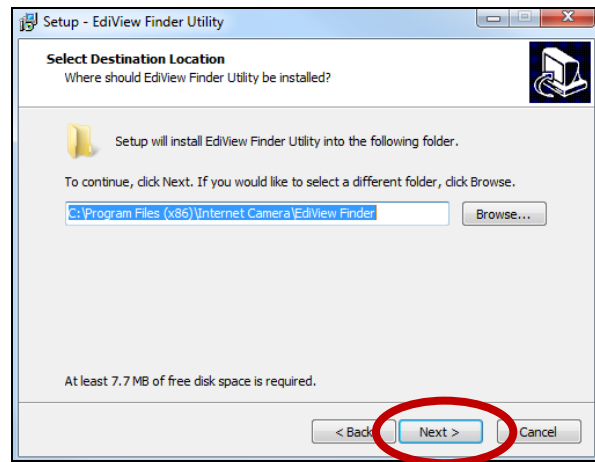 Setup - EdiView Finder Utility
Select Destination Location
Where should EdiView Finder Utility be installed?
Setup will install EdiView Finder Utility into the following folder.
To continue, click Next. If you would like to select a different folder, click Browse.
C:\Program Files (x86)\Internet Camera\EdiView Finder
Browse...
At least 7.7 MB of free disk space is required.
< Back
Next >
Cancel